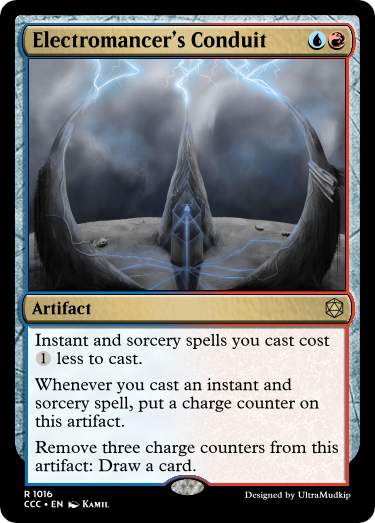 Electromancer's Conduit
Artifact
Instant and sorcery spells you cast cost
1 less to cast.
Whenever you cast an instant and
sorcery spell, put a charge counter on
this artifact.
Remove three charge counters from this
artifact: Draw a card.
R 1016
CCC • EN Kamil
Designed by UltraMudkip